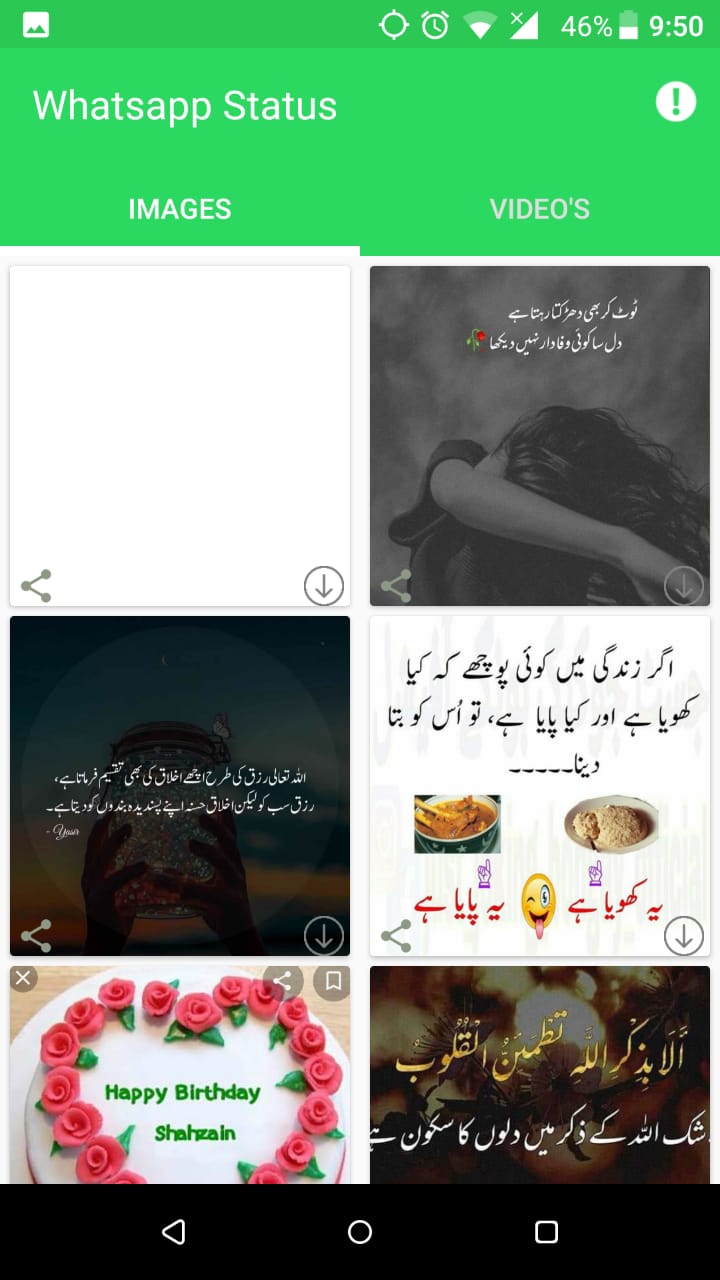 46% 9:50
Whatsapp Status
IMAGES
VIDEO'S
ٹوٹ کر بھی دھڑکتا رہتا ہے
دل سا کوئی وفادار نہیں دیکھا
اللہ تعالی رزق کی طرح اچھے اخلاق کی بھی تقسیم فرماتا ہے،
رزق سب کو لیکن اخلاق حسنہ اپنے پسندیدہ بندوں کو دیتا ہے۔
~ Yasir
اگر زندگی میں کوئی پوچھے کہ کیا
کھویا ہے اور کیا پایا ہے، تو اُس کو بتا
دینا۔۔۔۔۔
یہ کھویا ہے
یہ پایا ہے
Happy Birthday
Shahzain
أَلَا بِذِكْرِ اللَّهِ تَطْمَئِنُّ الْقُلُوبُ
شک اللہ کے ذکر میں دلوں کا سکون ہے